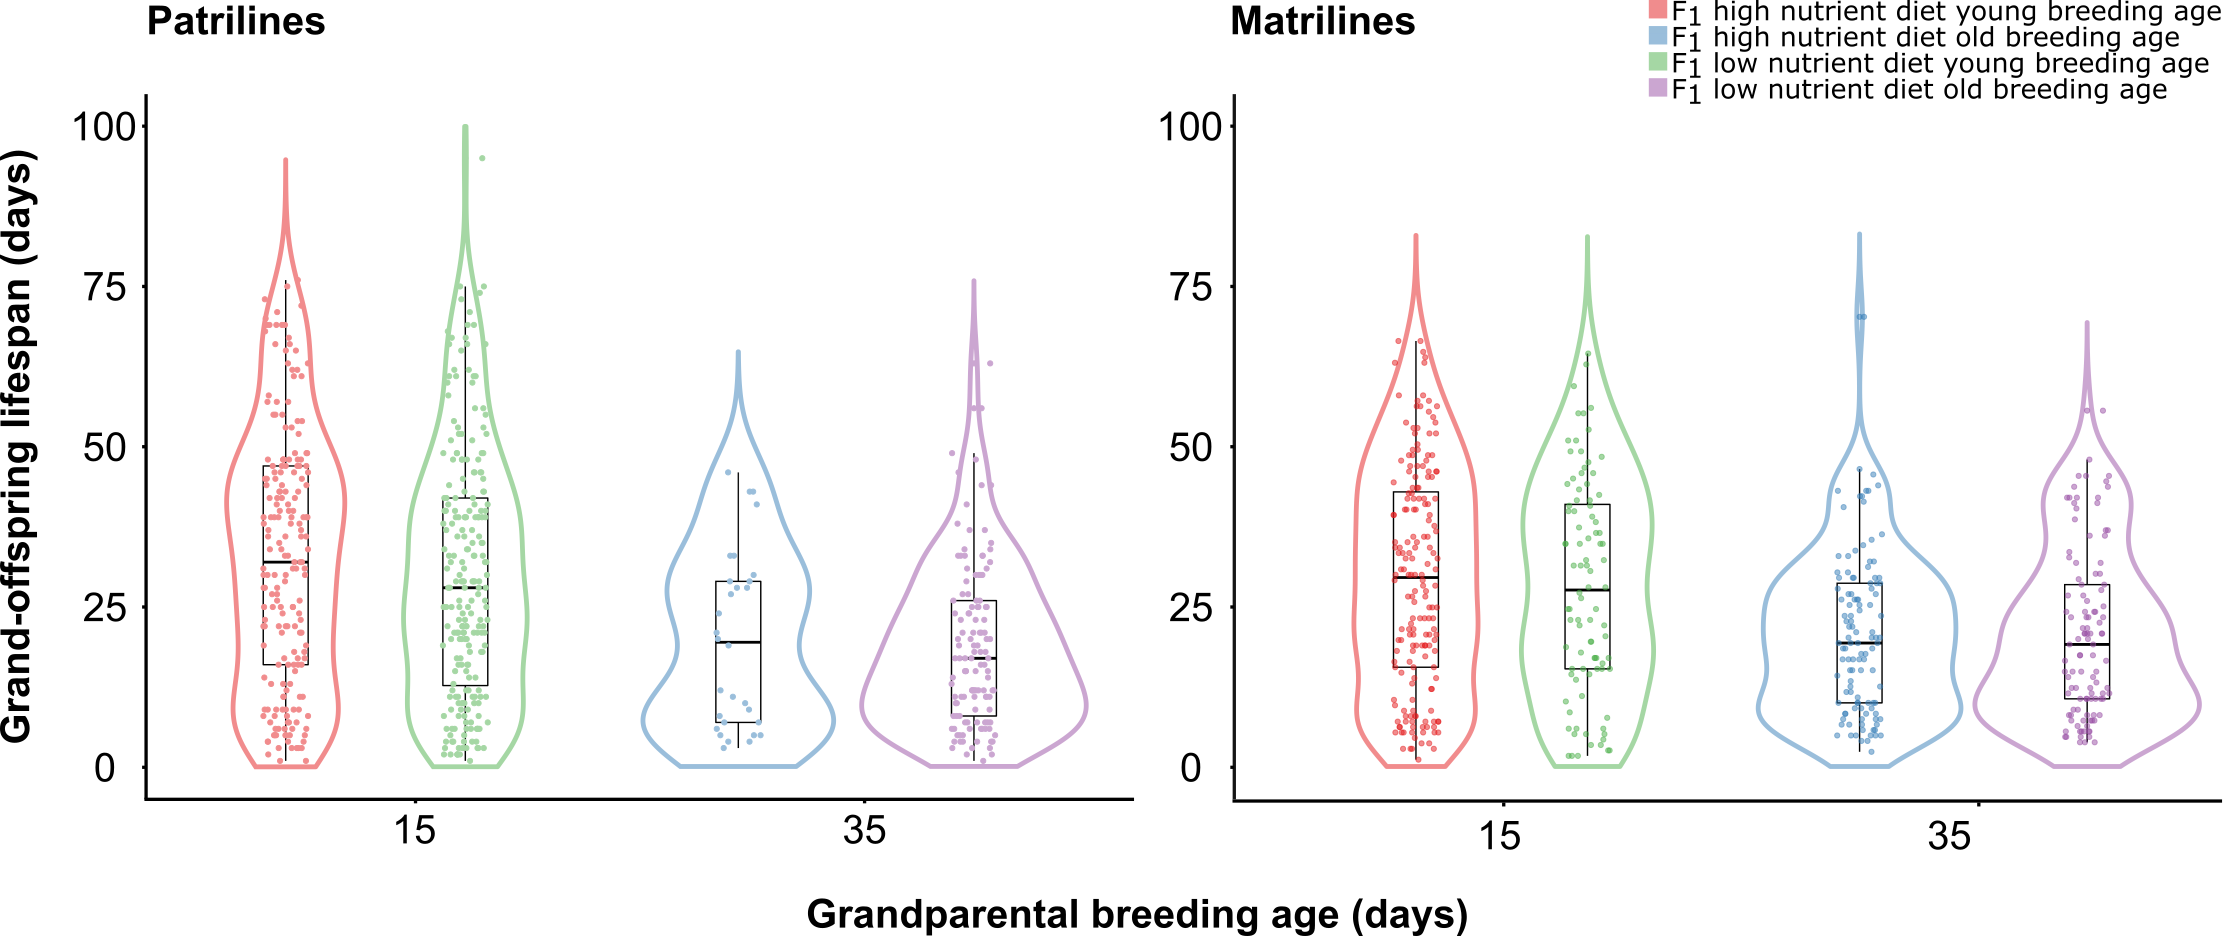 Patrilines
Matrilines
F1 high nutrient diet young breeding age
F1 high nutrient diet old breeding age
F1 low nutrient diet young breeding age
F1 low nutrient diet old breeding age
Grand-offspring lifespan (days)
100
75
50
25
0
15
35
100
75
50
25
0
15
35
Grandparental breeding age (days)